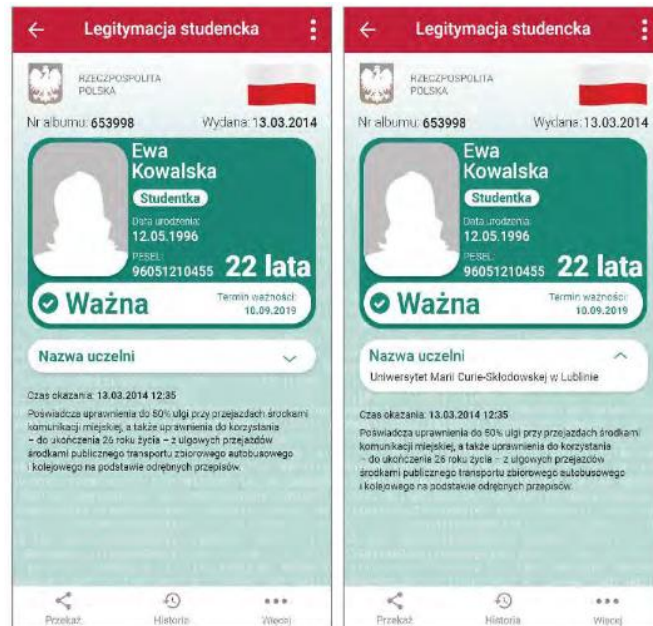 Legitymacja studencka
RZECZPOSPOLITA
POLSKA
Nr albumu: 653998 Wydana: 13.03.2014
Ewa
Kowalska
Studentka
Data urodzenia:
12.05.1996
PESEL:
96051210455 22 lata
Ważna Termin ważności:
10.09.2019
Nazwa uczelni
Czas okazania: 13.03.2014 12:35
Poświadcza uprawnienia do 50% ulgi przy przejazdach środkami
komunikacji miejskiej, a także uprawnienia do korzystania
– do ukończenia 26 roku życia – z ulgowych przejazdów
środkami publicznego transportu zbiorowego autobusowego
i kolejowego na podstawie odrębnych przepisów.
Przekaż Historia Więcej
Legitymacja studencka
RZECZPOSPOLITA
POLSKA
Nr albumu: 653998 Wydana: 13.03.2014
Ewa
Kowalska
Studentka
Data urodzenia:
12.05.1996
PESEL:
96051210455 22 lata
Ważna Termin ważności:
10.09.2019
Nazwa uczelni
Uniwersytet Marii Curie-Skłodowskej w Lublinie
Czas okazania: 13.03.2014 12:35
Poświadcza uprawnienia do 50% ulgi przy przejazdach środkami
komunikacji miejskiej, a także uprawnienia do korzystania
– do ukończenia 26 roku życia – z ulgowych przejazdów
środkami publicznego transportu zbiorowego autobusowego
i kolejowego na podstawie odrębnych przepisów.
Przekaż Historia Więcej